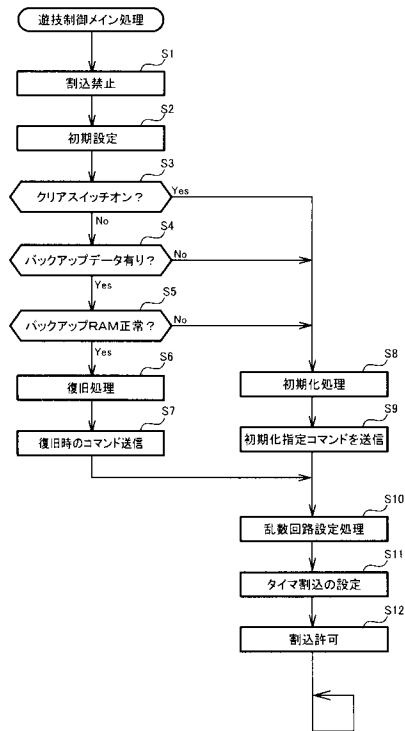 遊技制御メイン処理
S1
割込禁止
S2
初期設定
S3
クリアスイッチオン?
Yes
No
S4
バックアップデータ有り?
No
Yes
S5
バックアップRAM正常?
No
Yes
S6
復旧処理
S7
復旧時のコマンド送信
S8
初期化処理
S9
初期化指定コマンドを送信
S10
乱数回路設定処理
S11
タイマ割込の設定
S12
割込許可